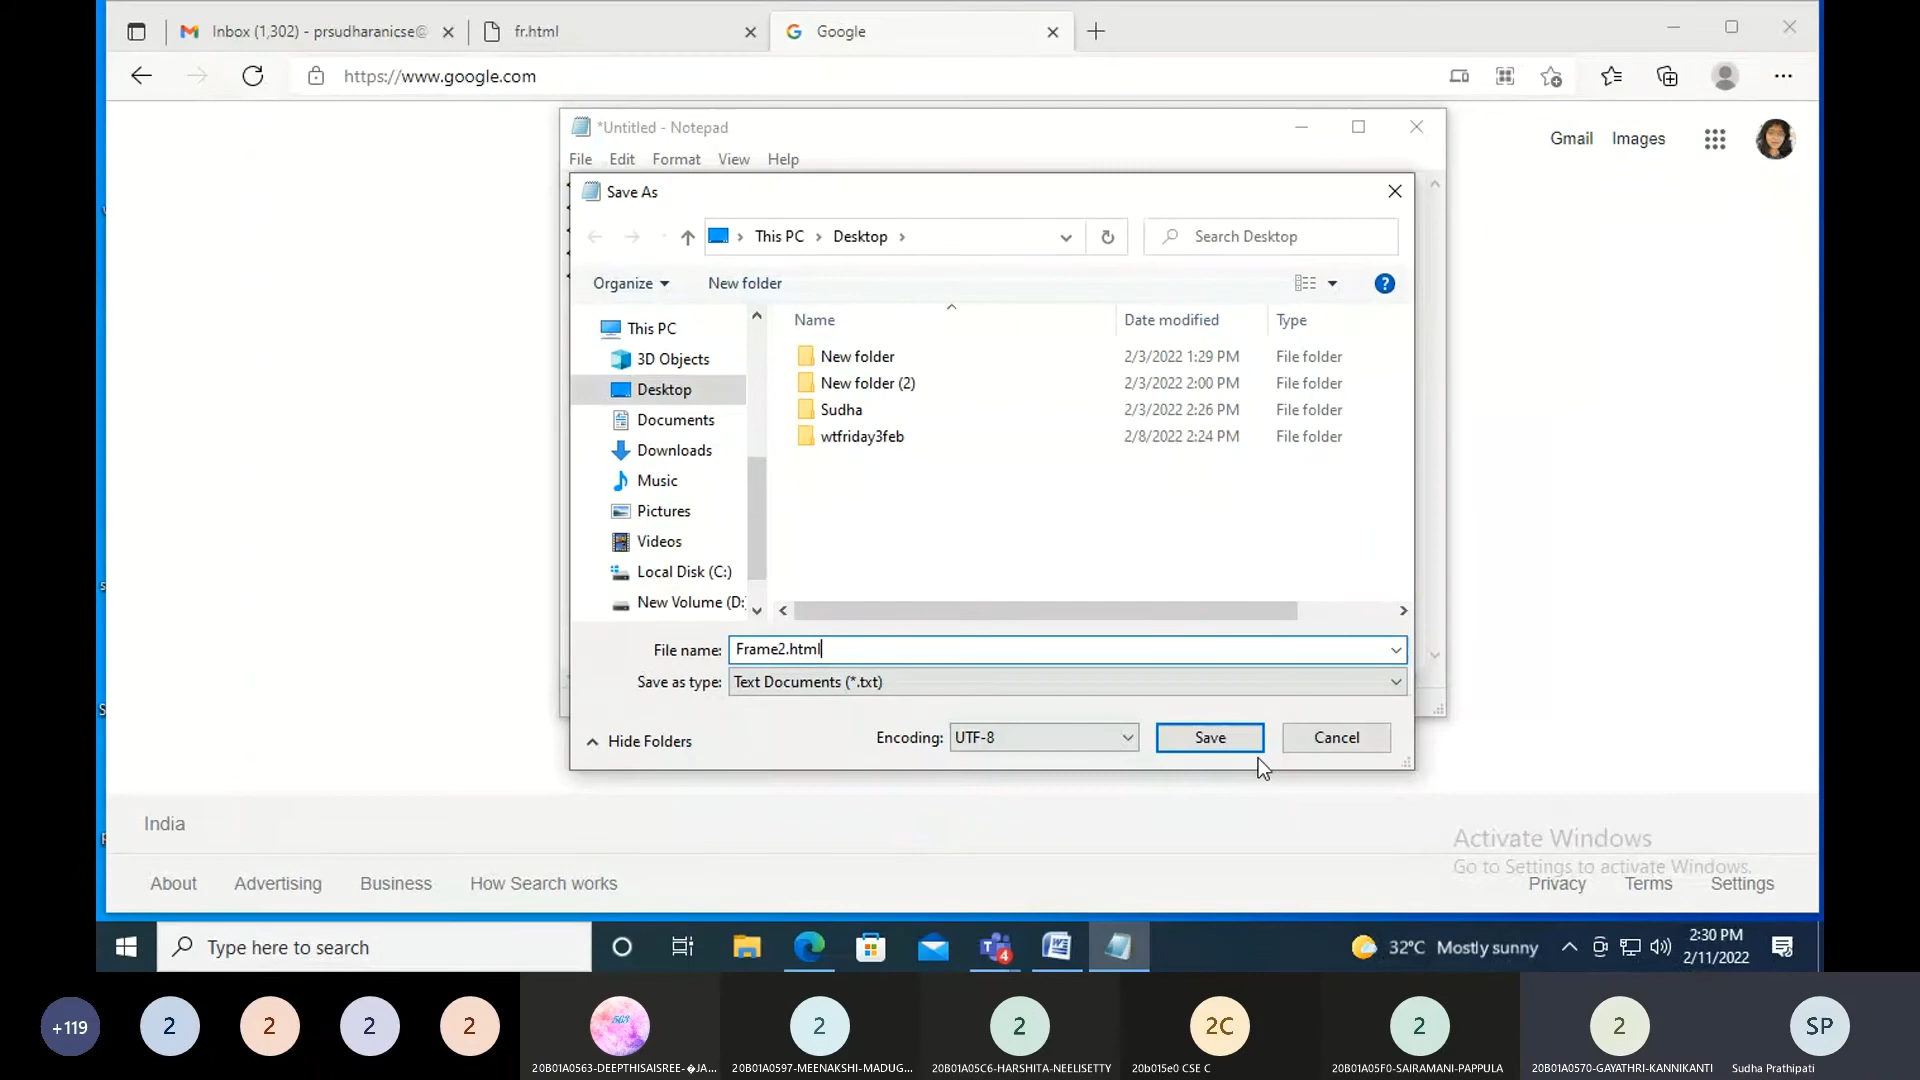 Inbox (1,302) - prsudharanicse@
fr.html
Google
https://www.google.com
Gmail
Images
*Untitled - Notepad
File Edit Format View Help
Save As
This PC > Desktop >
Search Desktop
Organize
New folder
Name
Date modified
Type
This PC
3D Objects
Desktop
Documents
Downloads
Music
Pictures
Videos
Local Disk (C:)
New Volume (D:
New folder 2/3/2022 1:29 PM File folder
New folder (2) 2/3/2022 2:00 PM File folder
Sudha 2/3/2022 2:26 PM File folder
wtfriday3feb 2/8/2022 2:24 PM File folder
File name: Frame2.html
Save as type: Text Documents (*.txt)
Hide Folders
Encoding: UTF-8
Save
Cancel
India
Activate Windows
Go to Settings to activate Windows.
About Advertising Business How Search works
Privacy Terms Settings
Type here to search
4
32°C Mostly sunny
2:30 PM
2/11/2022
+119
2
2
2
2
563
2
2
2C
2
2
SP
20B01A0563-DEEPTHISAISREE-�JA...
20B01A0597-MEENAKSHI-MADUG...
20B01A05C6-HARSHITA-NEELISETTY
20b015e0 CSE C
20B01A05F0-SAIRAMANI-PAPPULA
20B01A0570-GAYATHRI-KANNIKANTI
Sudha Prathipati